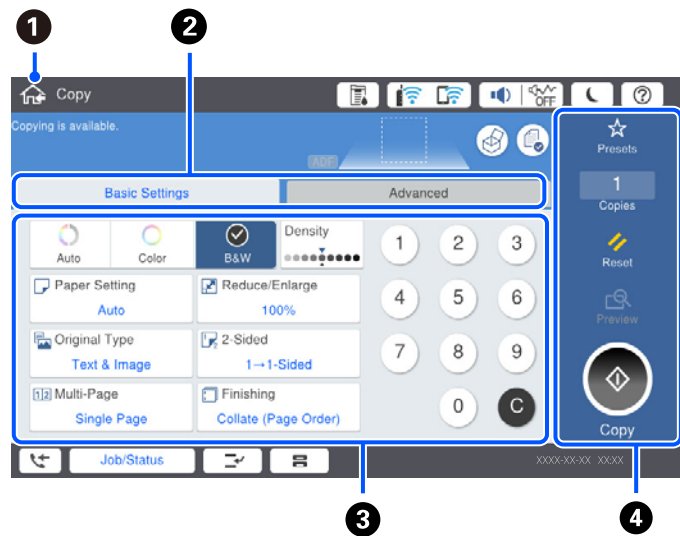 1
2
Copy
OFF
Copying is available.
ADF
Presets
Basic Settings
Advanced
1
Copies
Auto
Color
B&W
Density
1
2
3
Reset
Paper Setting
Auto
Reduce/Enlarge
100%
4
5
6
Preview
Original Type
Text & Image
2-Sided
1→1-Sided
7
8
9
1 2 Multi-Page
Single Page
Finishing
Collate (Page Order)
0
C
Copy
Job/Status
XXXX-XX-XX XX:XX
3
4